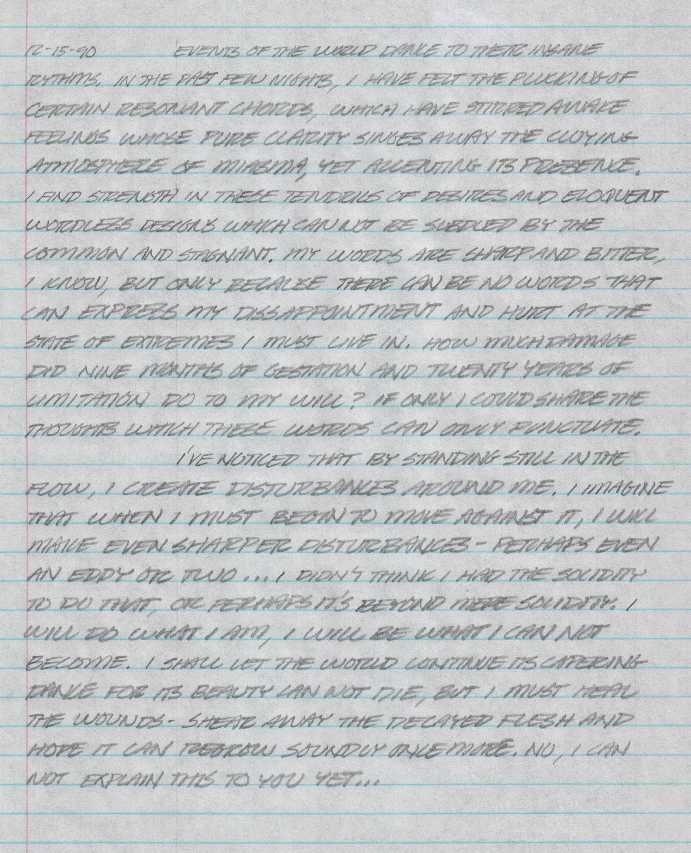 12-15-90 EVENTS OF THE WORLD DANCE TO THEIR INSANE
RYTHMS. IN THE PAST FEW NIGHTS, I HAVE FELT THE PLUCKING OF
CERTAIN RESONANT CHORDS, WHICH HAVE STIRRED AWAKE
FEELINGS WHOSE PURE CLARITY SINGES AWAY THE CLOYING
ATMOSPHERE OF MIASMA, YET ACCENTING ITS PRESENCE.
I FIND STRENGTH IN THESE TENDRILS OF DESIRES AND ELOQUENT
WORDLESS DESIGNS WHICH CAN NOT BE SULLIED BY THE
COMMON AND STAGNANT. MY WORDS ARE SHARP AND BITTER,
I KNOW, BUT ONLY BECAUSE THERE CAN BE NO WORDS THAT
CAN EXPRESS MY DISSAPPOINTMENT AND HURT AT THE
STATE OF EXTREMES I MUST LIVE IN. HOW MUCH DAMAGE
DID NINE MONTHS OF GESTATION AND TWENTY YEARS OF
LIMITATION DO TO MY WILL? IF ONLY I COULD SHARE THE
THOUGHTS WHICH THESE WORDS CAN ONLY PUNCTUATE.
I'VE NOTICED THAT BY STANDING STILL IN THE
FLOW, I CREATE DISTURBANCES AROUND ME. I IMAGINE
THAT WHEN I MUST BEGIN TO MOVE AGAINST IT, I WILL
MAKE EVEN SHARPER DISTURBANCES - PERHAPS EVEN
AN EDDY OR TWO... I DIDN'T THINK I HAD THE SOLIDITY
TO DO THAT, OR PERHAPS IT'S BEYOND MERE SOLIDITY. I
WILL DO WHAT I AM, I WILL BE WHAT I CAN NOT
BECOME. I SHALL LET THE WORLD CONTINUE ITS CAPERING
DANCE FOR ITS BEAUTY CAN NOT DIE, BUT I MUST HEAL
THE WOUNDS - SHEAR AWAY THE DECAYED FLESH AND
HOPE IT CAN REGROW SOUNDLY ONCE MORE. NO, I CAN
NOT EXPLAIN THIS TO YOU YET...